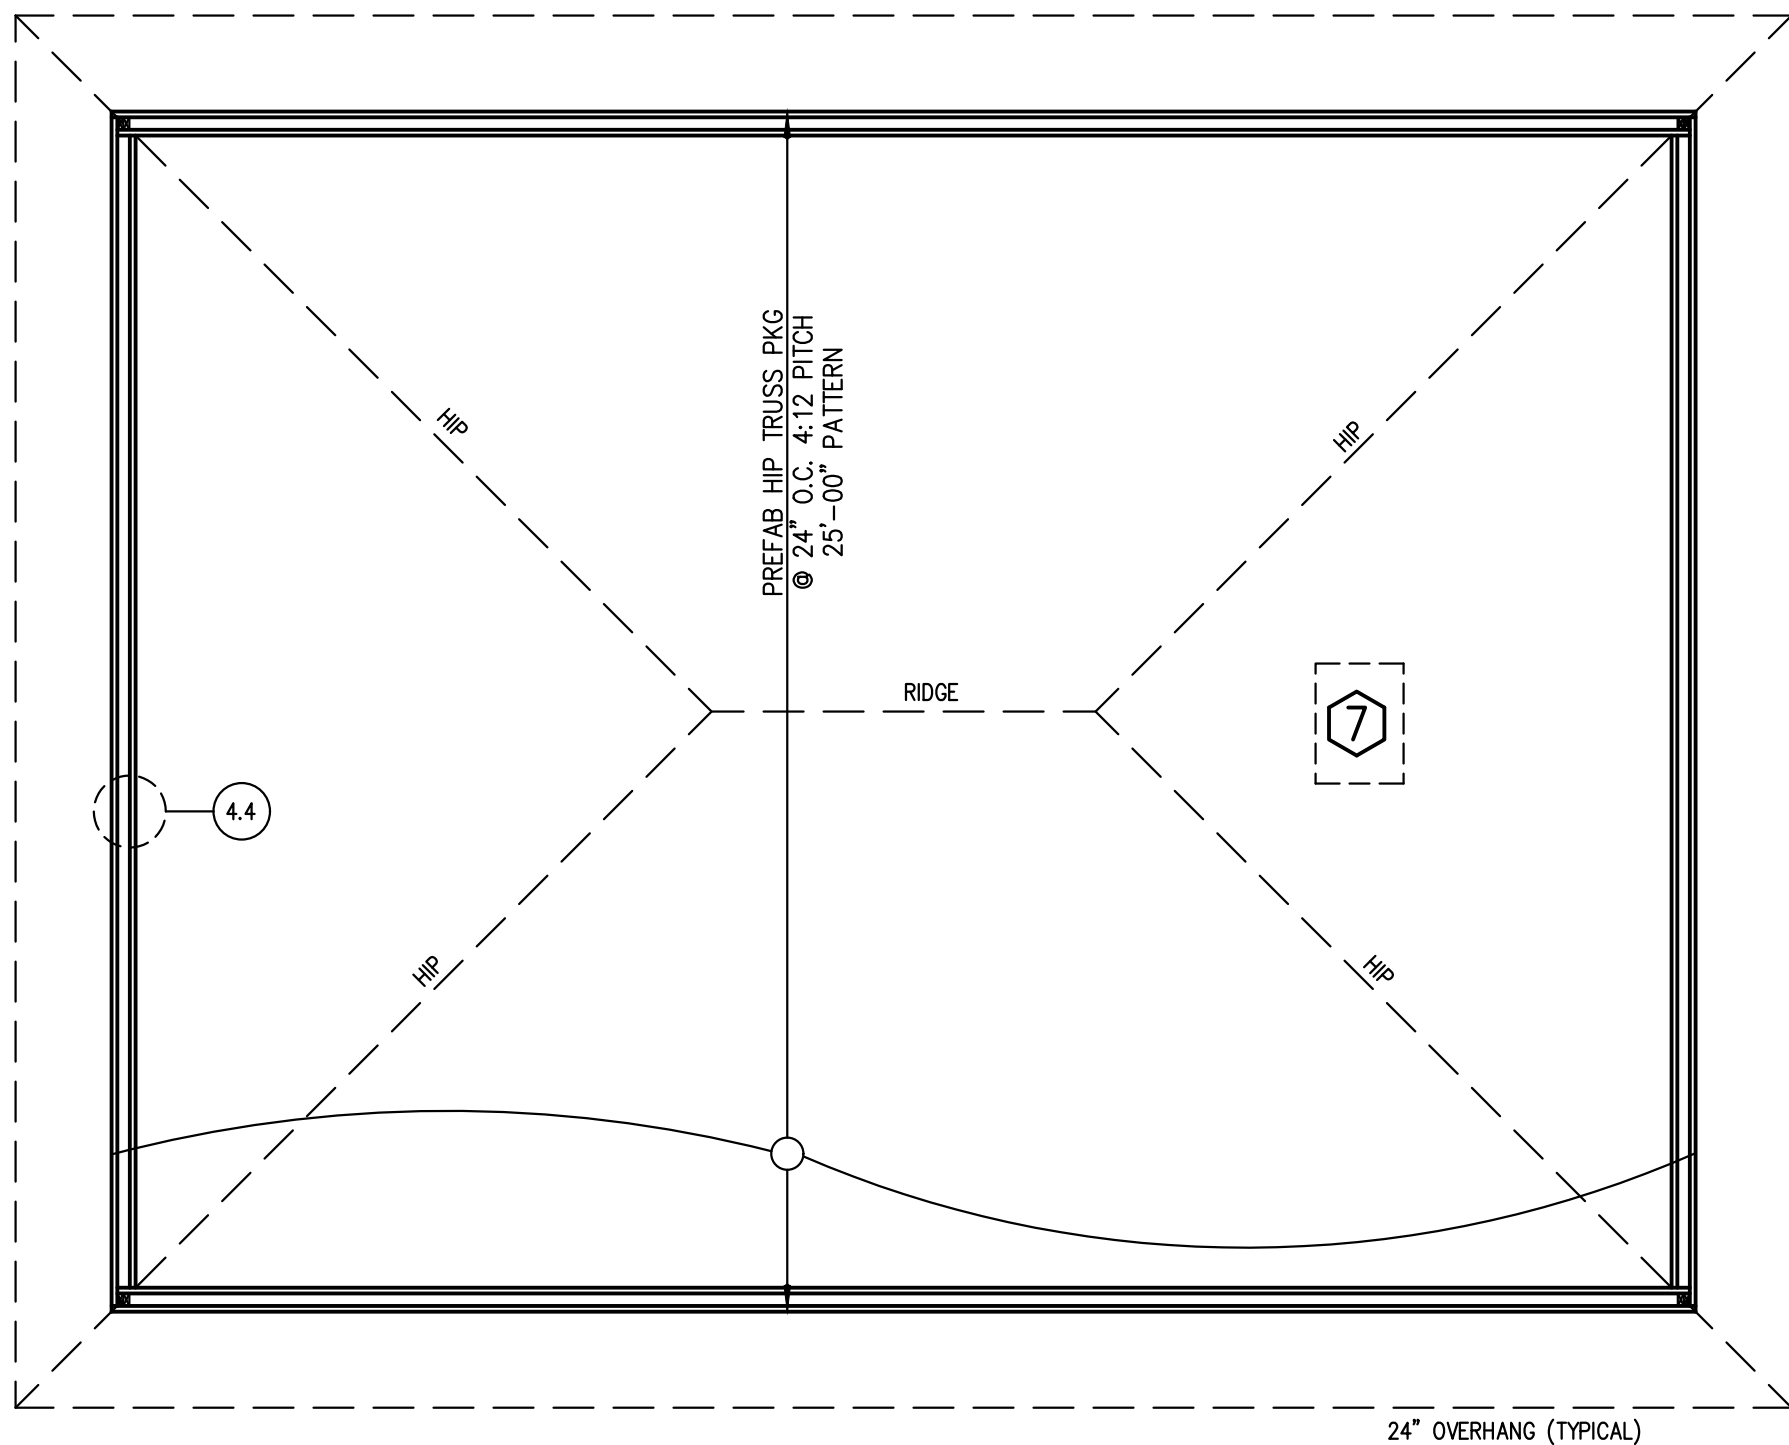 PREFAB HIP TRUSS PKG
@ 24" O.C. 4:12 PITCH
25'-00" PATTERN
HIP
HIP
RIDGE
7
4.4
HIP
HIP
24" OVERHANG (TYPICAL)